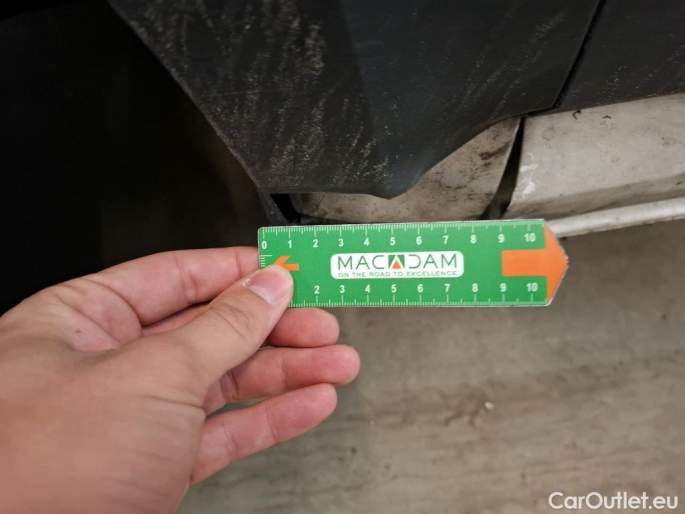 0 1 2 3 4 5 6 7 8 9 10
MACADAM
ON THE ROAD TO EXCELLENCE
2 3 4 5 6 7 8 9 10
CarOutlet.eu